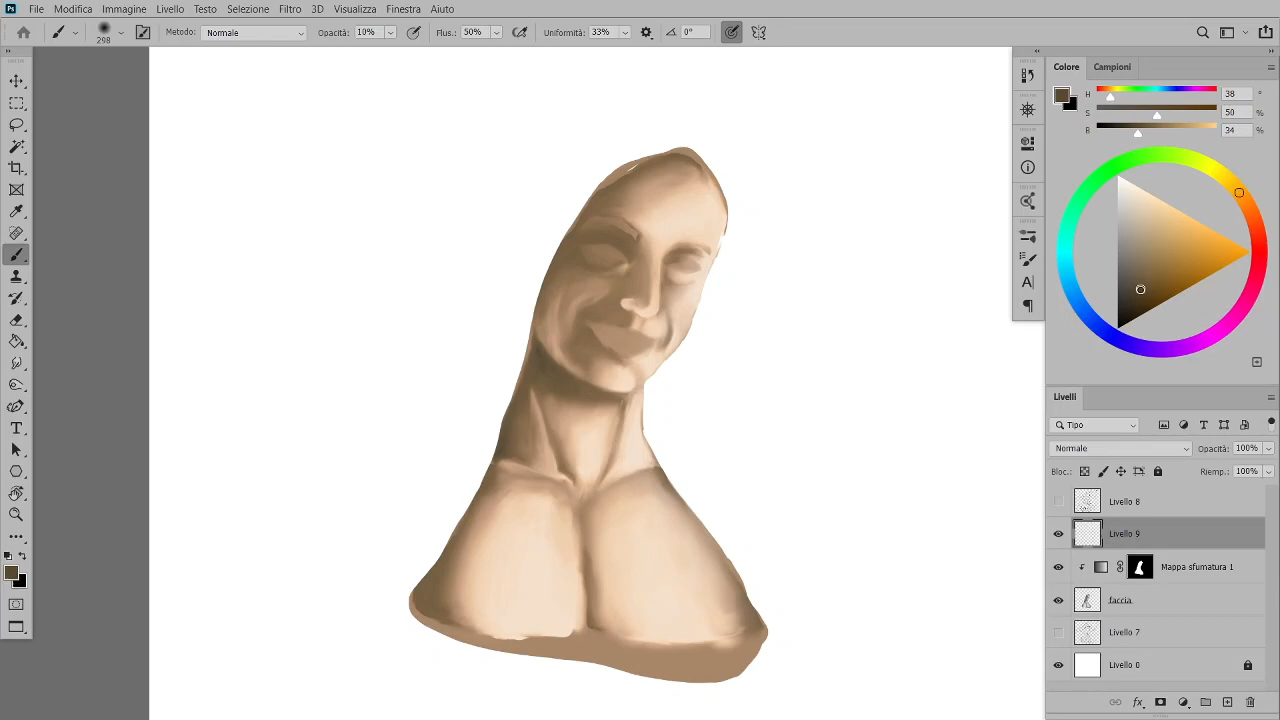 Ps File Modifica Immagine Livello Testo Selezione Filtro 3D Visualizza Finestra Aiuto
298 Metodo: Normale Opacità: 10% Flus.: 50% Uniformità: 33% 0°
Colore Campioni
H 38 °
S 50 %
B 34 %
Livelli
Tipo
Normale Opacità: 100%
Bloc.: Riemp.: 100%
Livello 8
Livello 9
Mappa sfumatura 1
faccia
Livello 7
Livello 0
fx